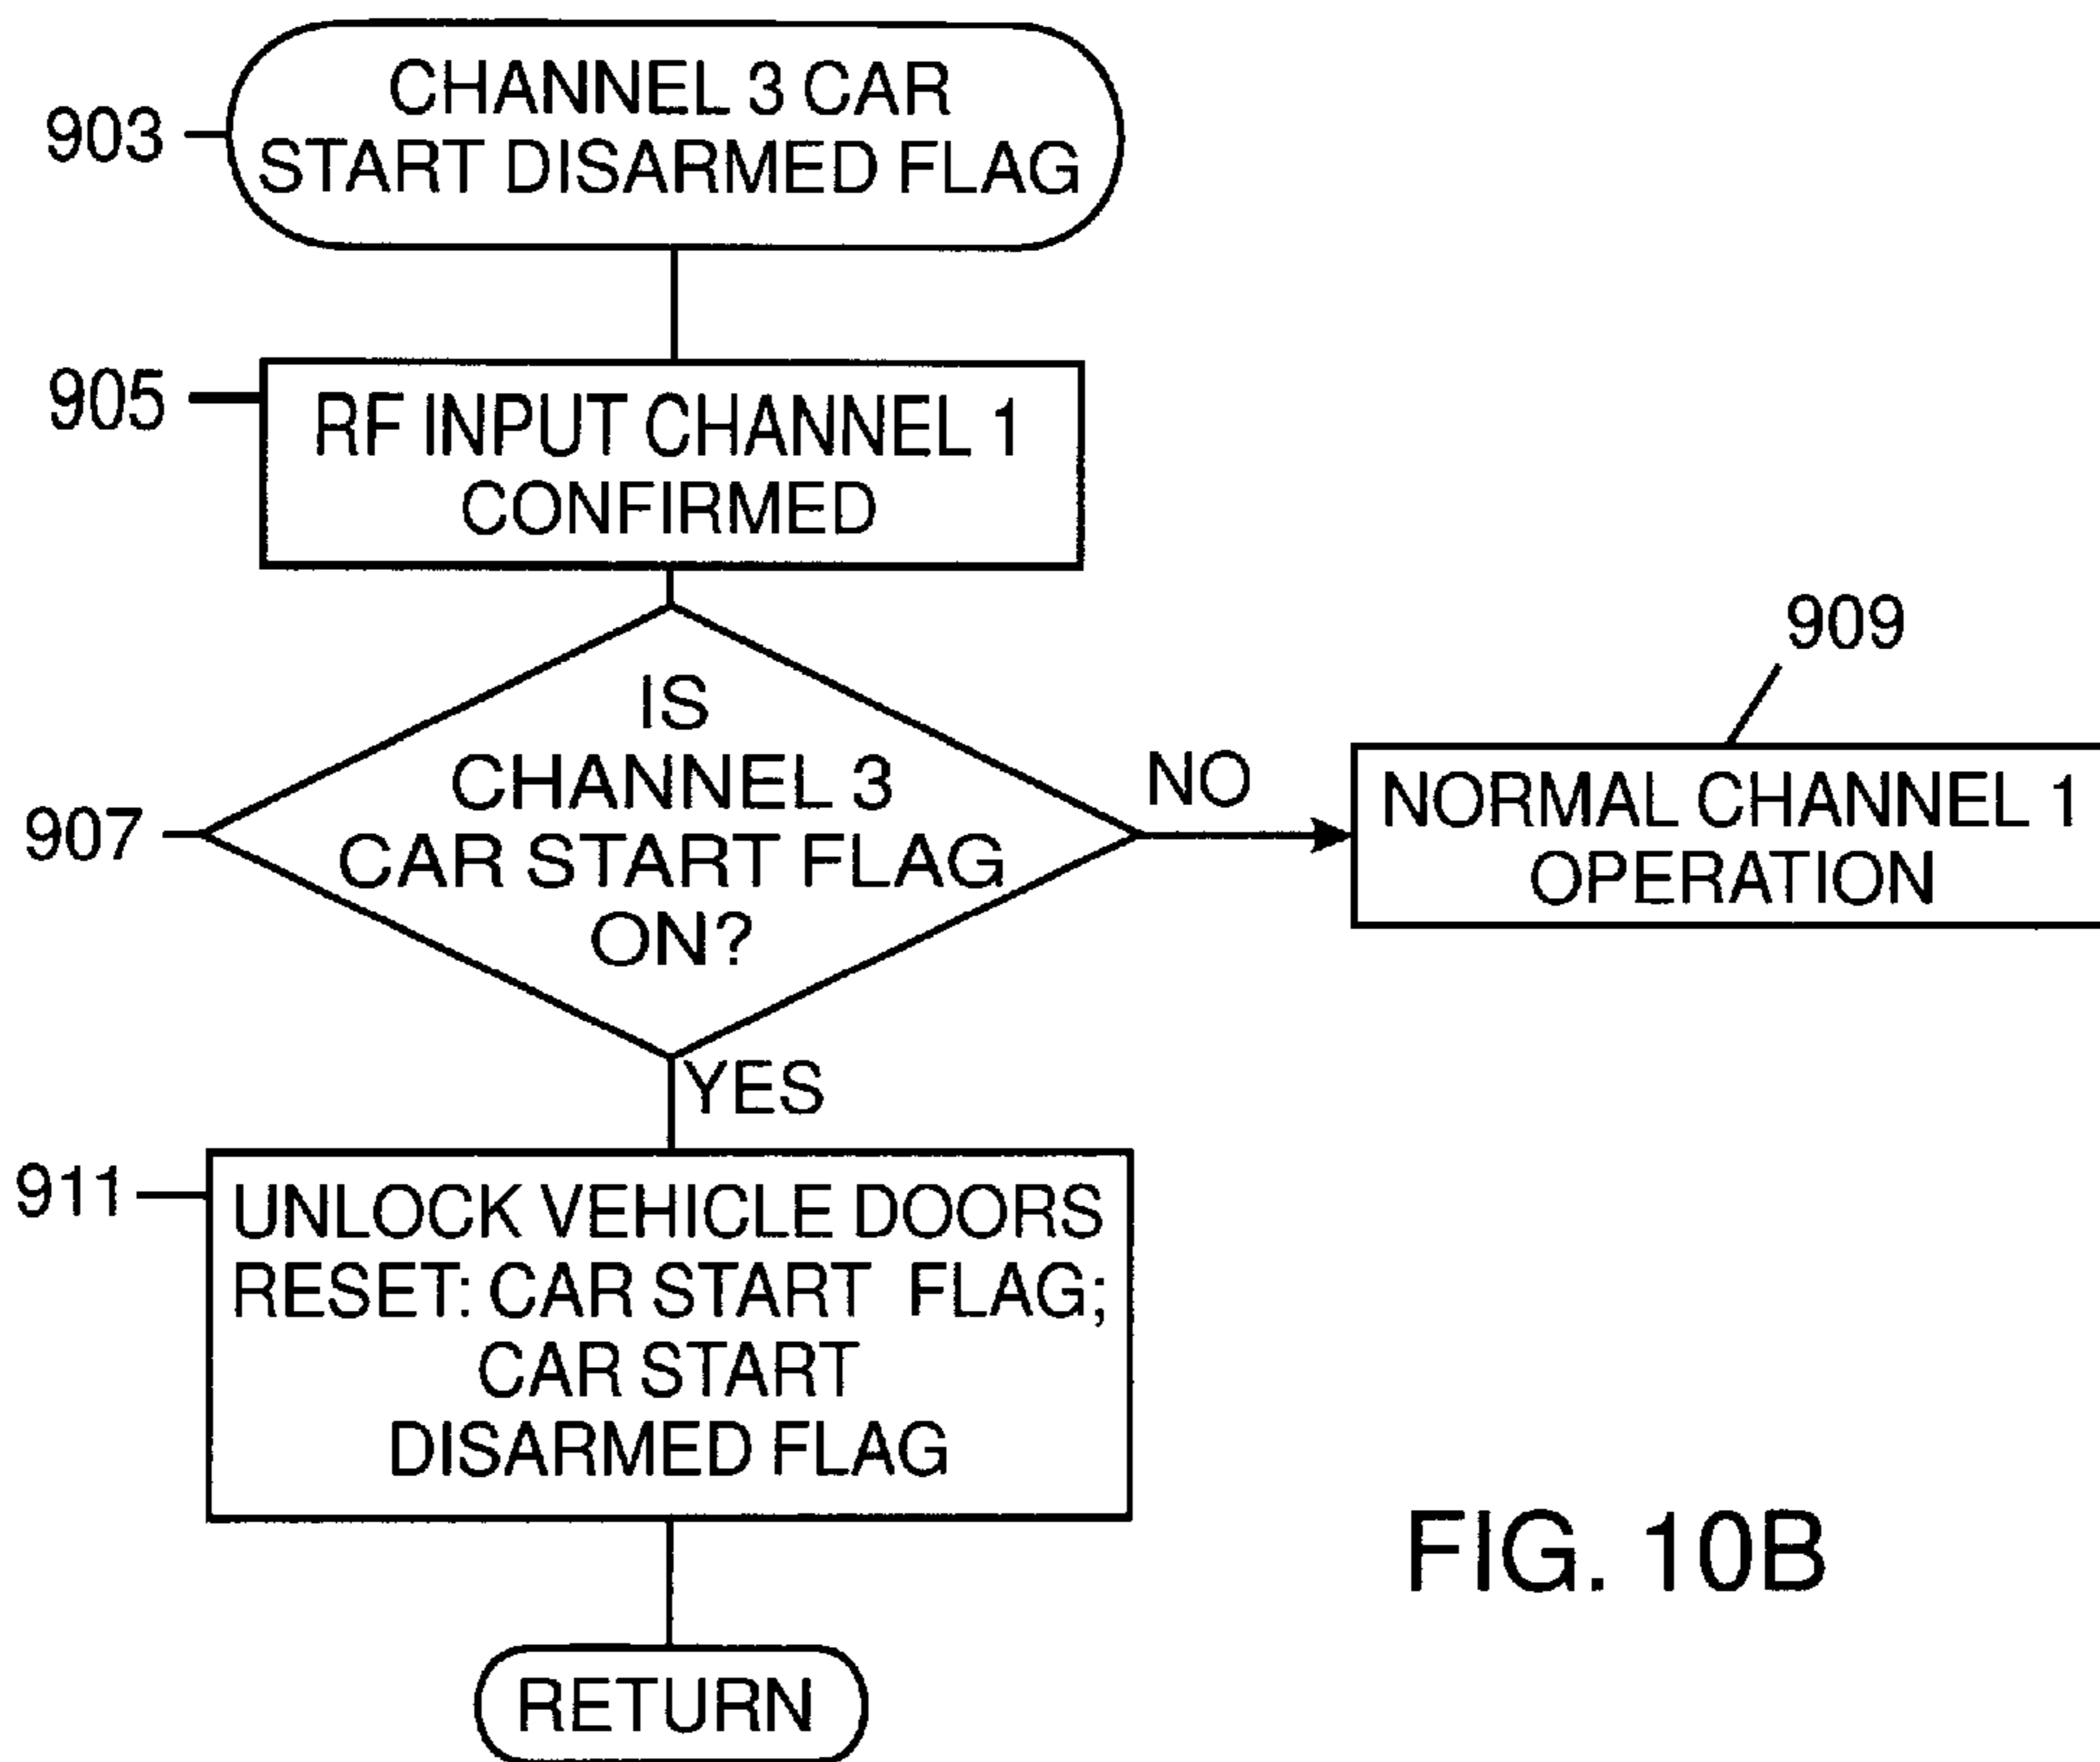 903
CHANNEL 3 CAR
START DISARMED FLAG
905
RF INPUT CHANNEL 1
CONFIRMED
907
IS
CHANNEL 3
CAR START FLAG
ON?
NO
909
NORMAL CHANNEL 1
OPERATION
YES
911
UNLOCK VEHICLE DOORS
RESET: CAR START FLAG;
CAR START
DISARMED FLAG
RETURN
FIG. 10B